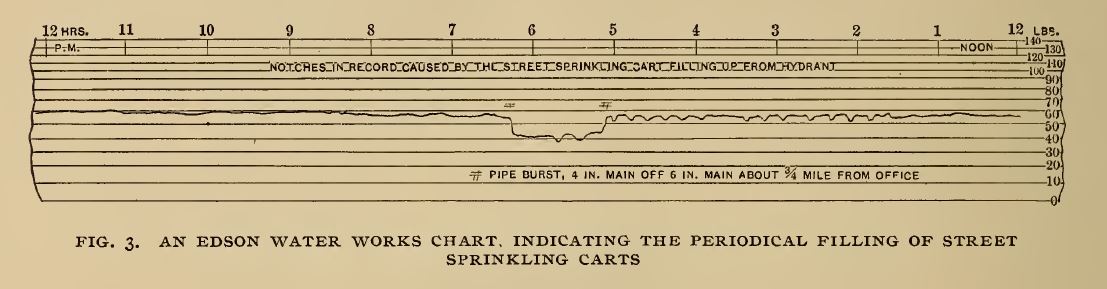 12 HRS. 11 10 9 8 7 6 5 4 3 2 1 12 LBS.
P.M. NOON
140
130
120
NOTCHES IN RECORD CAUSED BY THE STREET SPRINKLING CART FILLING UP FROM HYDRANT
110
100
90
80
70
# #
60
50
40
30
20
# PIPE BURST, 4 IN. MAIN OFF 6 IN. MAIN ABOUT 3/4 MILE FROM OFFICE
10
0
FIG. 3. AN EDSON WATER WORKS CHART, INDICATING THE PERIODICAL FILLING OF STREET
SPRINKLING CARTS